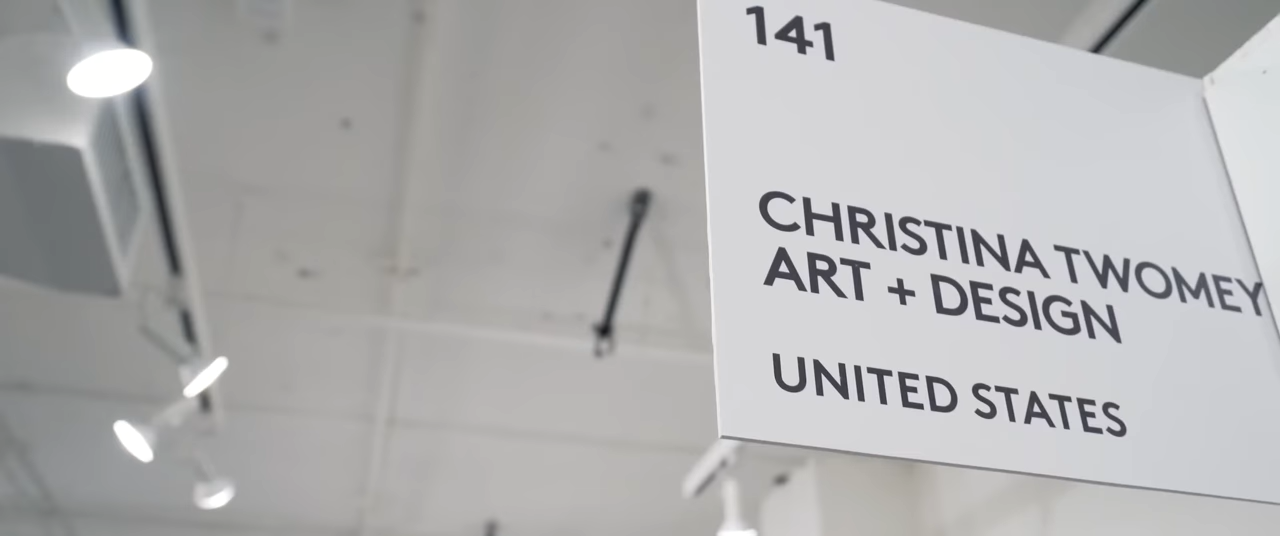 141
CHRISTINA TWOMEY
ART + DESIGN
UNITED STATES